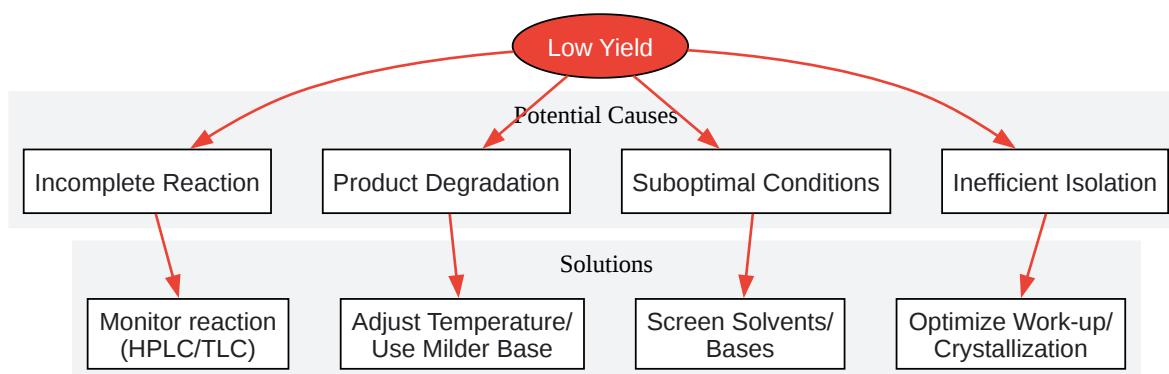 Low Yield
Potential Causes
Incomplete Reaction
Product Degradation
Suboptimal Conditions
Inefficient Isolation
Solutions
Monitor reaction
(HPLC/TLC)
Adjust Temperature/
Use Milder Base
Screen Solvents/
Bases
Optimize Work-up/
Crystallization